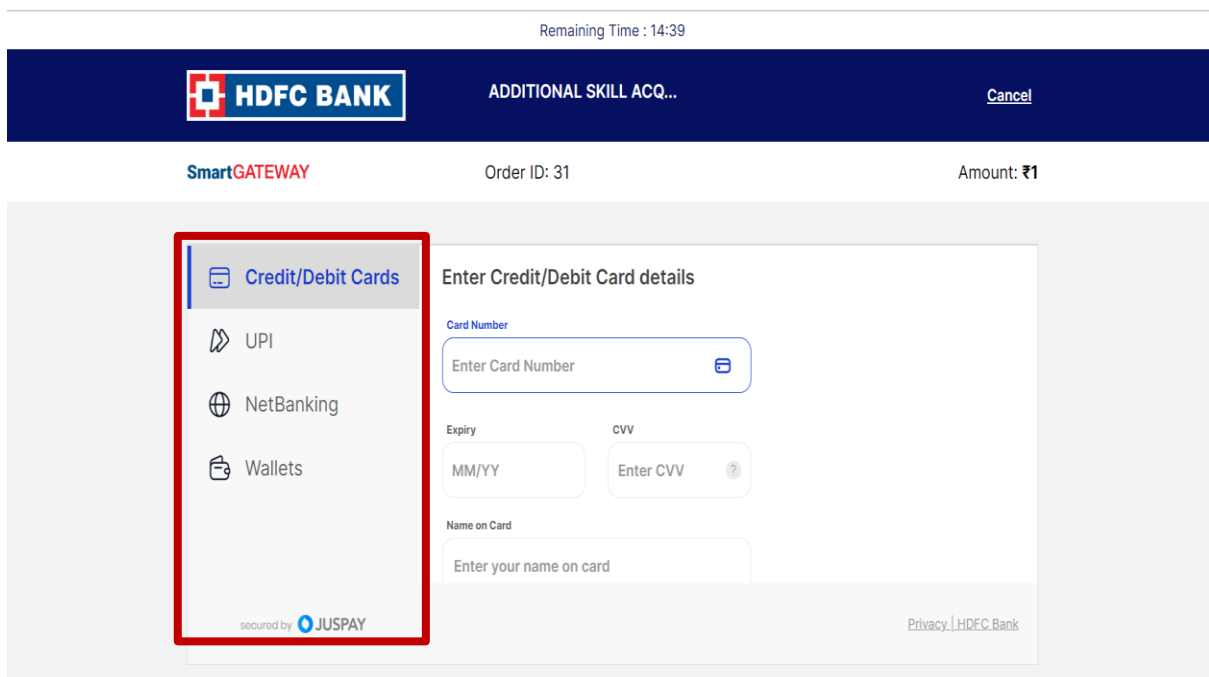 Remaining Time : 14:39
HDFC BANK
ADDITIONAL SKILL ACQ...
Cancel
SmartGATEWAY
Order ID: 31
Amount: ₹1
Credit/Debit Cards
UPI
NetBanking
Wallets
secured by JUSPAY
Enter Credit/Debit Card details
Card Number
Enter Card Number
Expiry
CVV
MM/YY
Enter CVV
?
Name on Card
Enter your name on card
Privacy | HDFC Bank